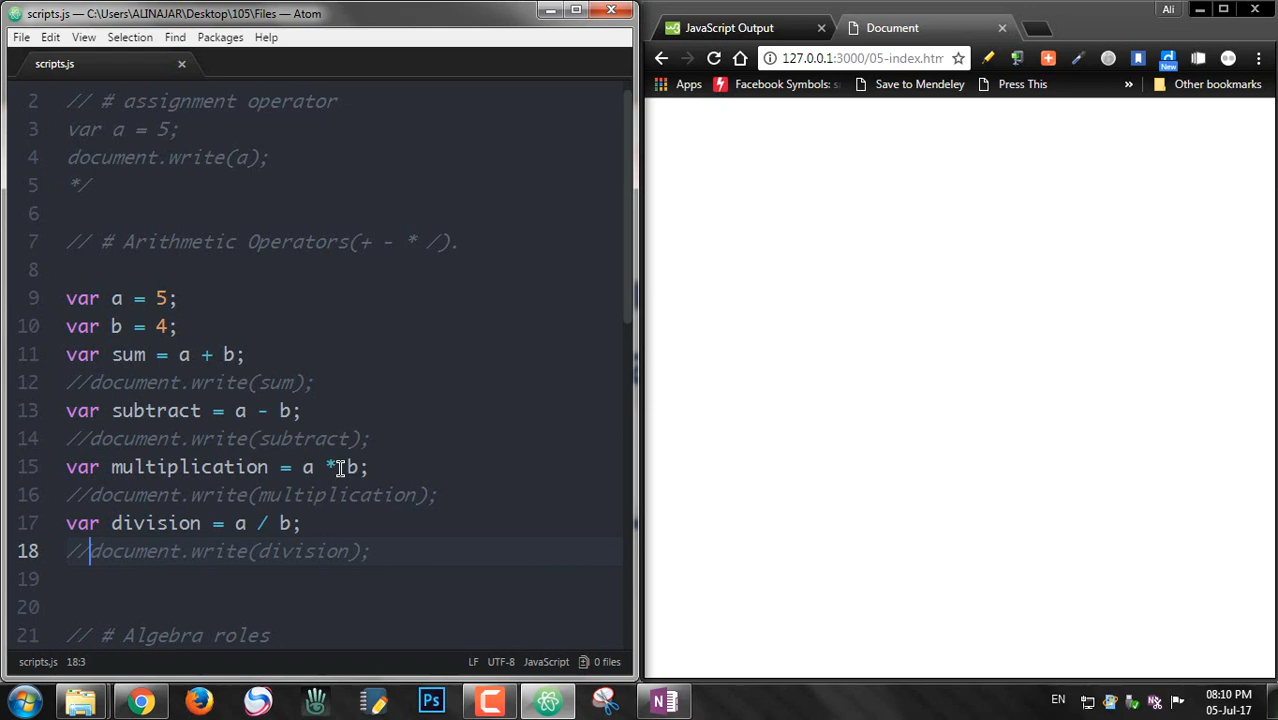 scripts.js — C:\Users\ALINAJAR\Desktop\105\Files — Atom
File Edit View Selection Find Packages Help
scripts.js
2 // # assignment operator
3 var a = 5;
4 document.write(a);
5 */
6
7 // # Arithmetic Operators(+ - * /).
8
9 var a = 5;
10 var b = 4;
11 var sum = a + b;
12 //document.write(sum);
13 var subtract = a - b;
14 //document.write(subtract);
15 var multiplication = a * b;
16 //document.write(multiplication);
17 var division = a / b;
18 //document.write(division);
19
20
21 // # Algebra roles
scripts.js 18:3 LF UTF-8 JavaScript 0 files
Ali
JavaScript Output Document
127.0.0.1:3000/05-index.htm
New
Apps Facebook Symbols: Save to Mendeley Press This » Other bookmarks
Ps
EN
08:10 PM
05-Jul-17